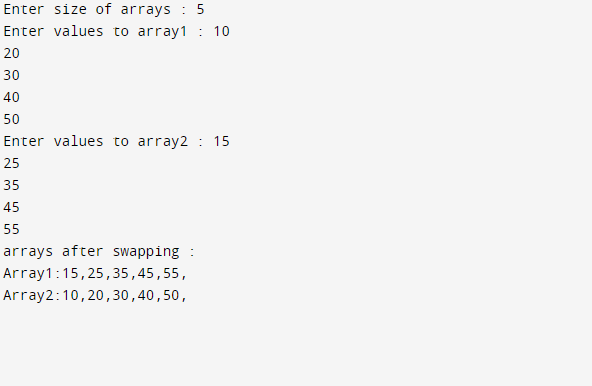 Enter size of arrays : 5
Enter values to array1 : 10
20
30
40
50
Enter values to array2 : 15
25
35
45
55
arrays after swapping :
Array1:15,25,35,45,55,
Array2:10,20,30,40,50,